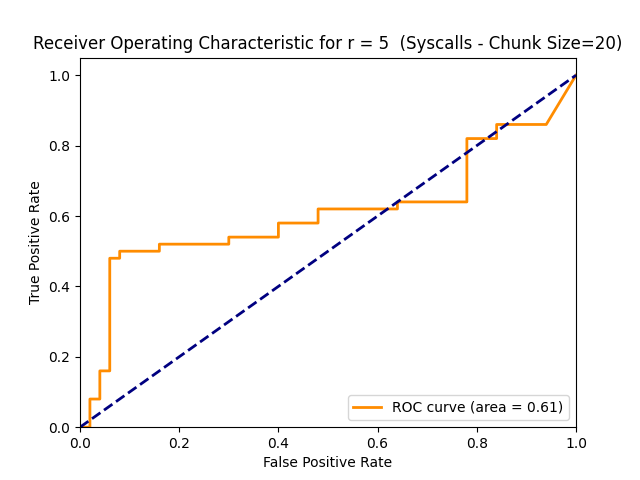 Receiver Operating Characteristic for r = 5  (Syscalls - Chunk Size=20)
1.0
0.8
0.6
0.4
0.2
0.0
True Positive Rate
ROC curve (area = 0.61)
0.0 0.2 0.4 0.6 0.8 1.0
False Positive Rate